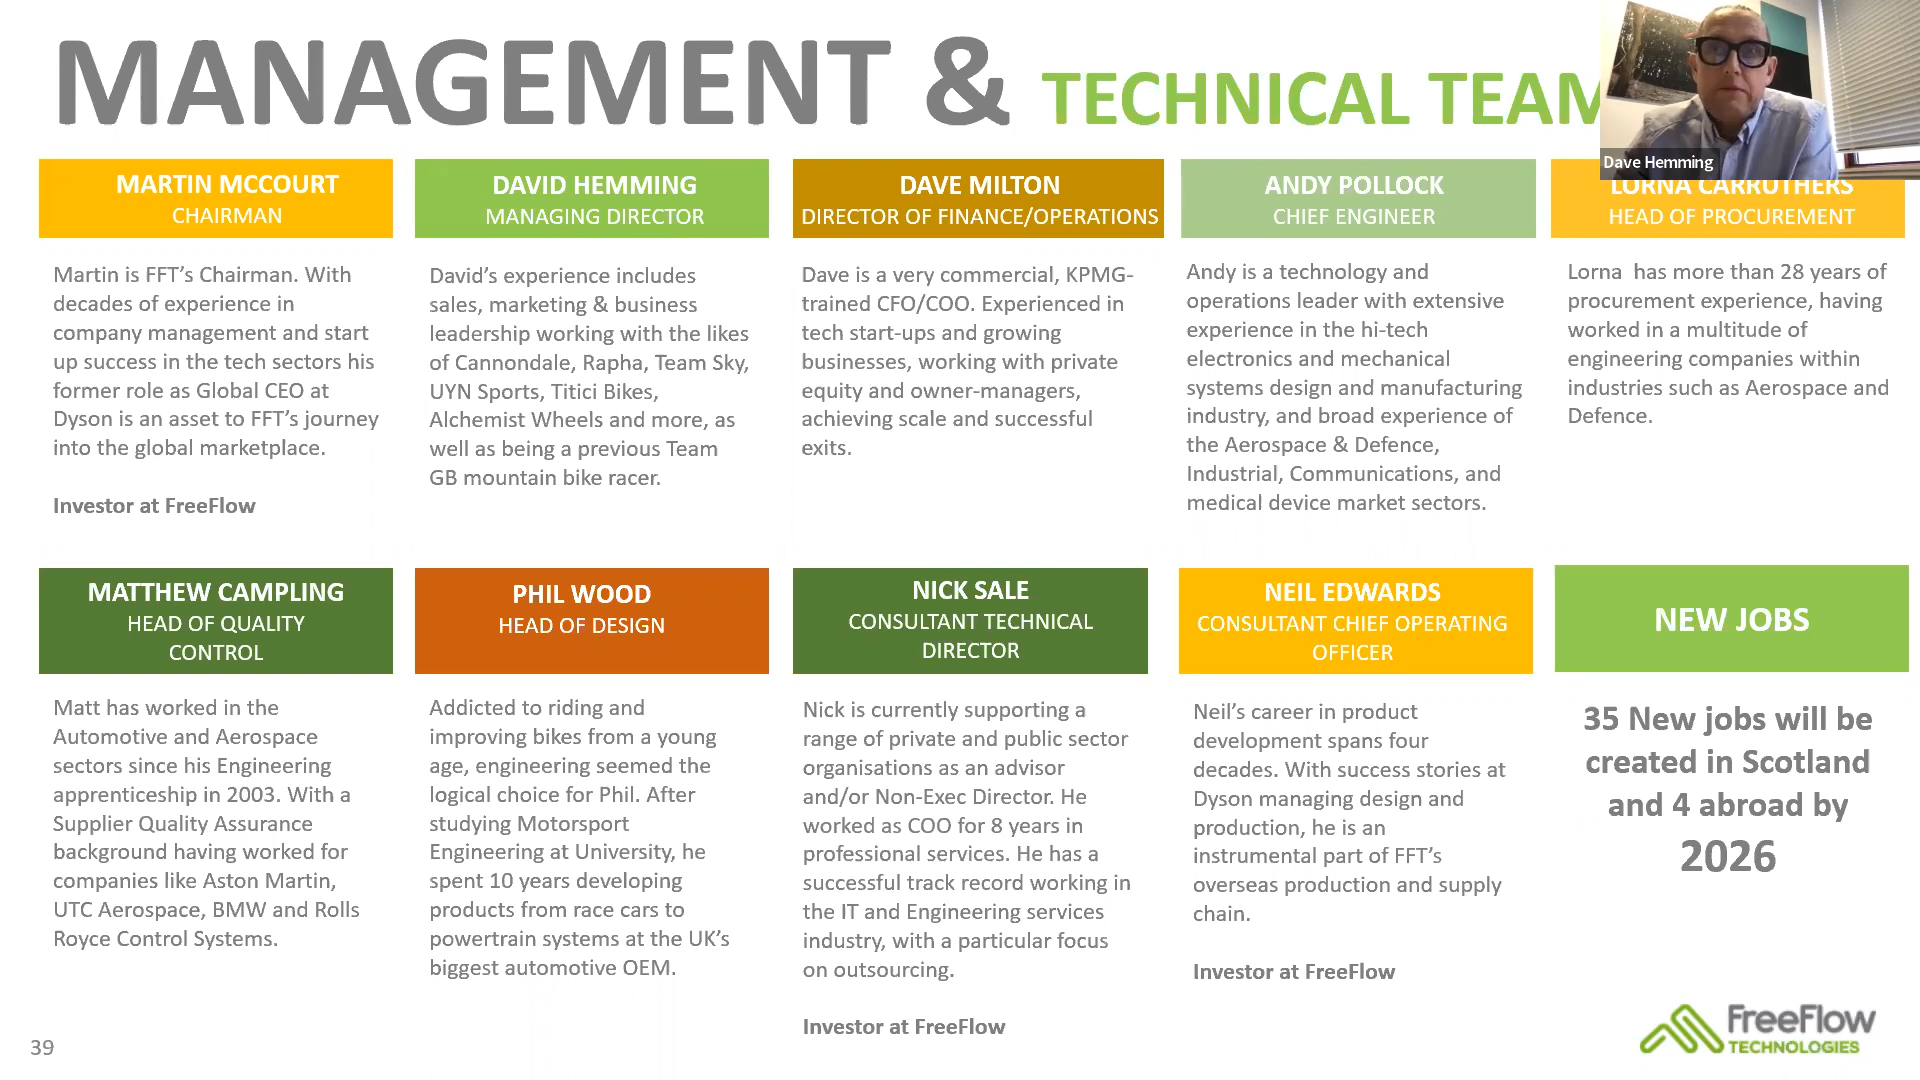 MANAGEMENT & TECHNICAL TEAM
Dave Hemming
MARTIN MCCOURT
CHAIRMAN
Martin is FFT's Chairman. With
decades of experience in
company management and start
up success in the tech sectors his
former role as Global CEO at
Dyson is an asset to FFT's journey
into the global marketplace.
Investor at FreeFlow
DAVID HEMMING
MANAGING DIRECTOR
David's experience includes
sales, marketing & business
leadership working with the likes
of Cannondale, Rapha, Team Sky,
UYN Sports, Titici Bikes,
Alchemist Wheels and more, as
well as being a previous Team
GB mountain bike racer.
DAVE MILTON
DIRECTOR OF FINANCE/OPERATIONS
Dave is a very commercial, KPMG-
trained CFO/COO. Experienced in
tech start-ups and growing
businesses, working with private
equity and owner-managers,
achieving scale and successful
exits.
ANDY POLLOCK
CHIEF ENGINEER
Andy is a technology and
operations leader with extensive
experience in the hi-tech
electronics and mechanical
systems design and manufacturing
industry, and broad experience of
the Aerospace & Defence,
Industrial, Communications, and
medical device market sectors.
LORNA CARRUTHERS
HEAD OF PROCUREMENT
Lorna has more than 28 years of
procurement experience, having
worked in a multitude of
engineering companies within
industries such as Aerospace and
Defence.
MATTHEW CAMPLING
HEAD OF QUALITY
CONTROL
Matt has worked in the
Automotive and Aerospace
sectors since his Engineering
apprenticeship in 2003. With a
Supplier Quality Assurance
background having worked for
companies like Aston Martin,
UTC Aerospace, BMW and Rolls
Royce Control Systems.
PHIL WOOD
HEAD OF DESIGN
Addicted to riding and
improving bikes from a young
age, engineering seemed the
logical choice for Phil. After
studying Motorsport
Engineering at University, he
spent 10 years developing
products from race cars to
powertrain systems at the UK's
biggest automotive OEM.
NICK SALE
CONSULTANT TECHNICAL
DIRECTOR
Nick is currently supporting a
range of private and public sector
organisations as an advisor
and/or Non-Exec Director. He
worked as COO for 8 years in
professional services. He has a
successful track record working in
the IT and Engineering services
industry, with a particular focus
on outsourcing.
Investor at FreeFlow
NEIL EDWARDS
CONSULTANT CHIEF OPERATING
OFFICER
Neil's career in product
development spans four
decades. With success stories at
Dyson managing design and
production, he is an
instrumental part of FFT's
overseas production and supply
chain.
Investor at FreeFlow
NEW JOBS
35 New jobs will be
created in Scotland
and 4 abroad by
2026
39
FreeFlow
TECHNOLOGIES